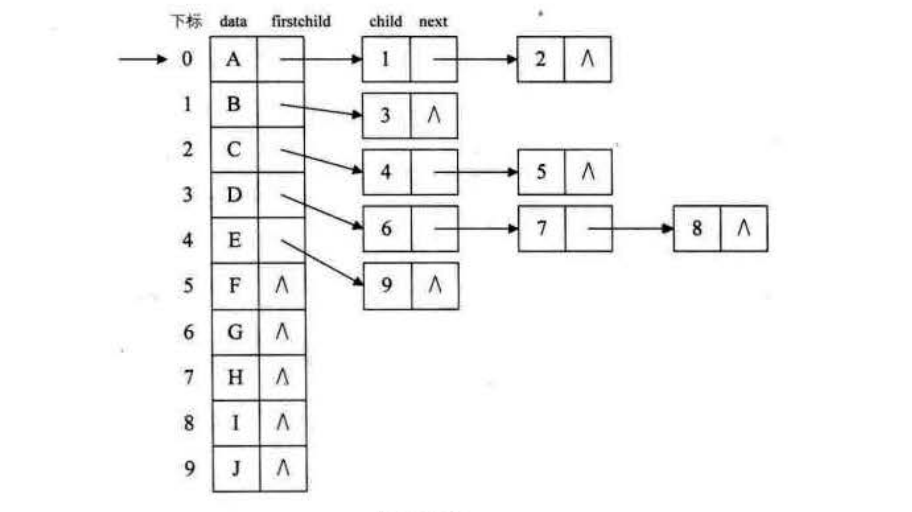 下标 data firstchild child next
0 A 1 2 ∧
1 B 3 ∧
2 C 4 5 ∧
3 D 6 7 8 ∧
4 E 9 ∧
5 F ∧
6 G ∧
7 H ∧
8 I ∧
9 J ∧